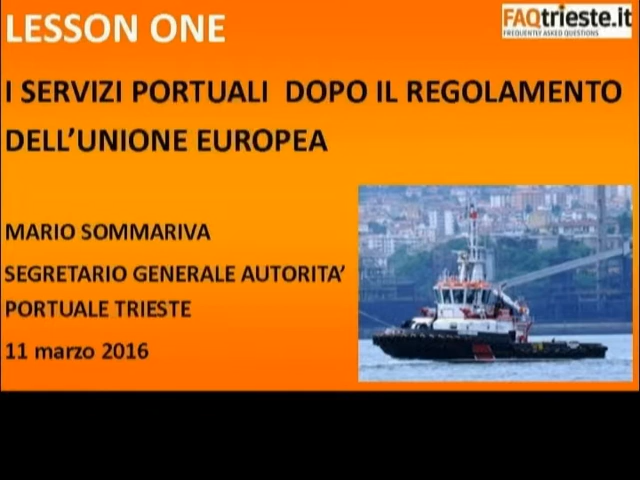 LESSON ONE
FAQtrieste.it
FREQUENTLY ASKED QUESTIONS
I SERVIZI PORTUALI DOPO IL REGOLAMENTO
DELL'UNIONE EUROPEA
MARIO SOMMARIVA
SEGRETARIO GENERALE AUTORITA'
PORTUALE TRIESTE
11 marzo 2016